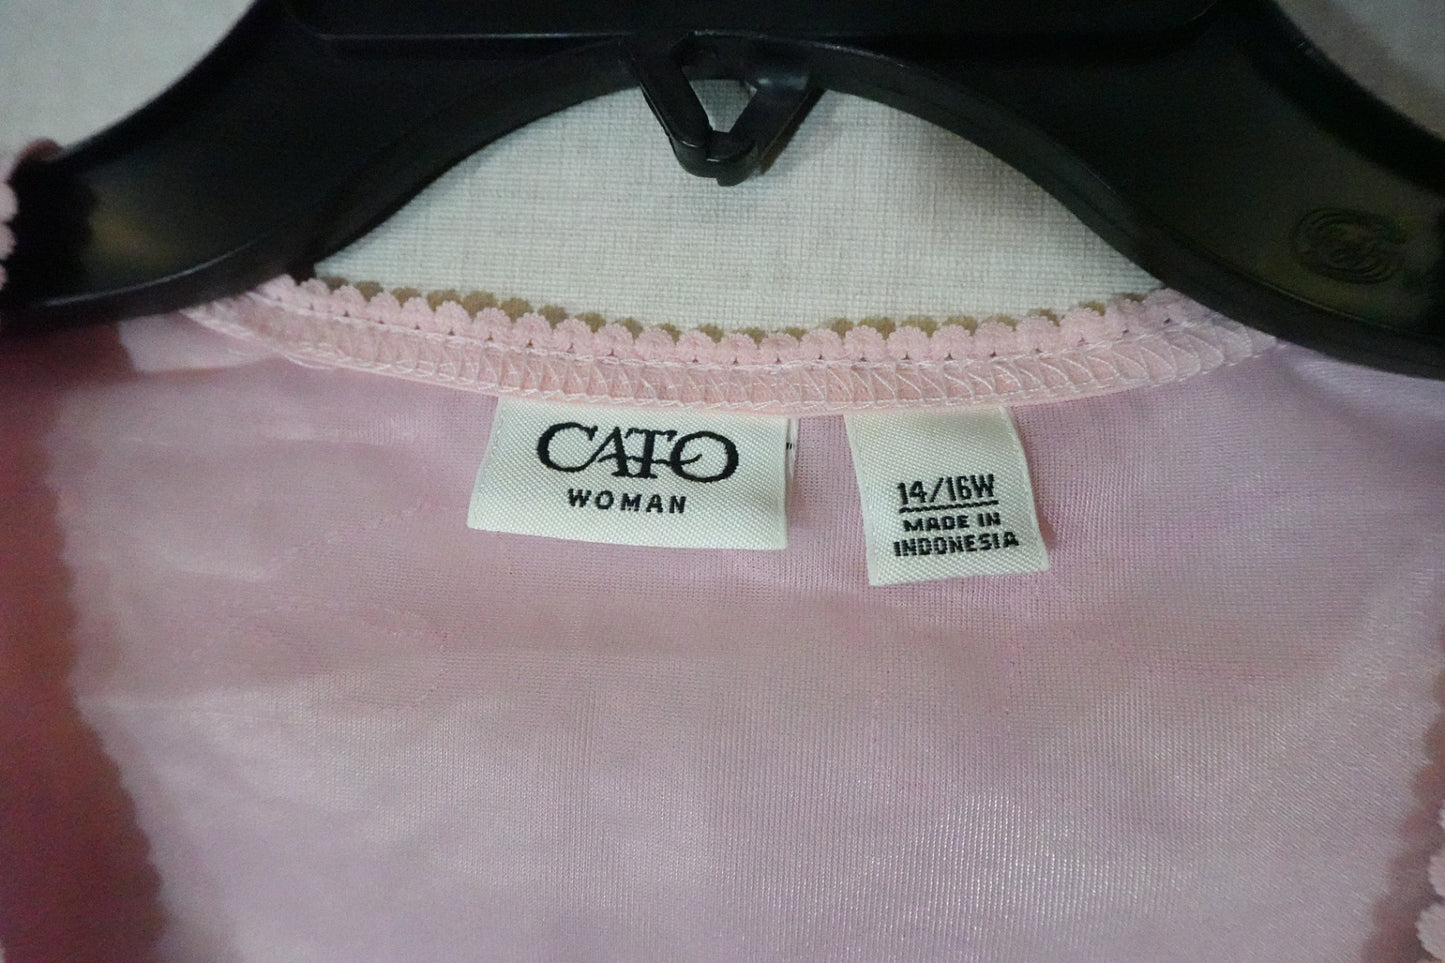 CATO
WOMAN
14/16W
MADE IN
INDONESIA